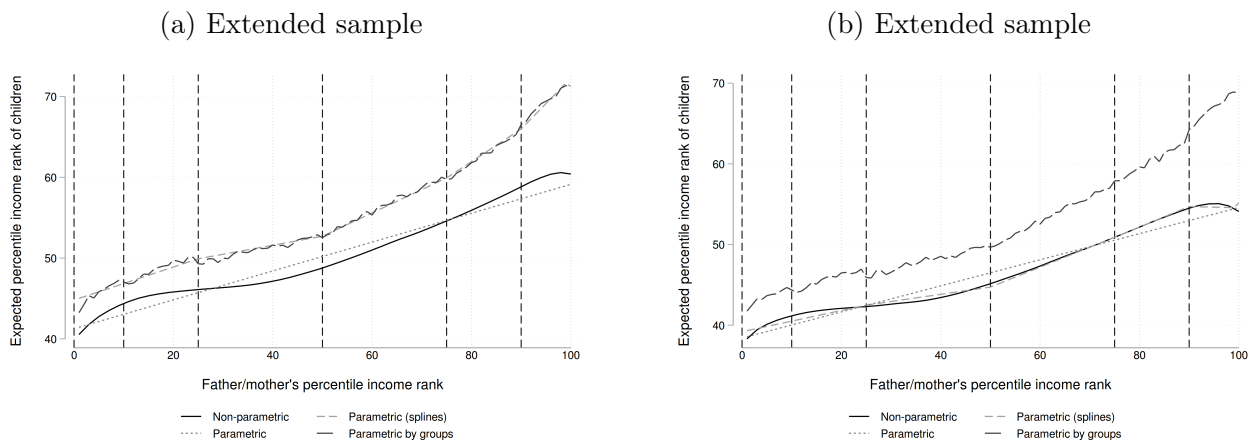 (a) Extended sample
Expected percentile income rank of children
70
60
50
40
0 20 40 60 80 100
Father/mother's percentile income rank
Non-parametric Parametric (splines)
Parametric Parametric by groups
(b) Extended sample
Expected percentile income rank of children
70
60
50
40
0 20 40 60 80 100
Father/mother's percentile income rank
Non-parametric Parametric (splines)
Parametric Parametric by groups